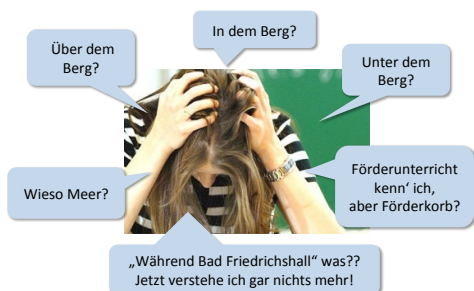 In dem Berg?
Über dem
Berg?
Unter dem
Berg?
Wieso Meer?
Förderunterricht
kenn‘ ich,
aber Förderkorb?
„Während Bad Friedrichshall“ was??
Jetzt verstehe ich gar nichts mehr!